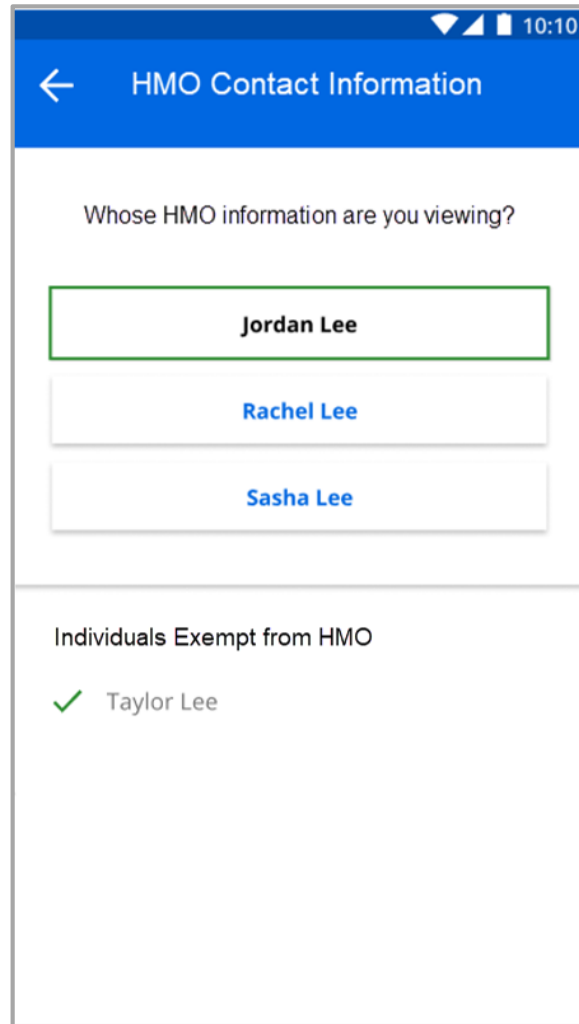 10:10
HMO Contact Information
Whose HMO information are you viewing?
Jordan Lee
Rachel Lee
Sasha Lee
Individuals Exempt from HMO
Taylor Lee